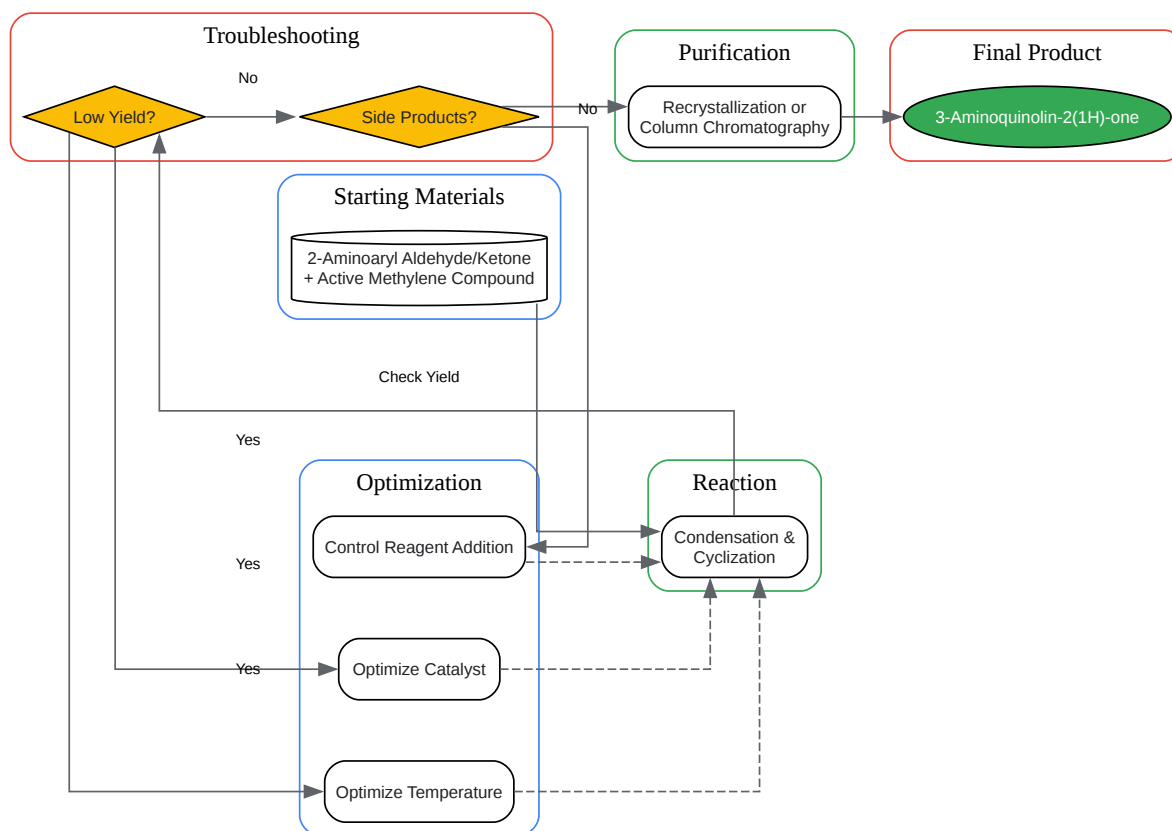 Troubleshooting
Purification
Final Product
No
Low Yield?
Side Products?
No
Recrystallization or
Column Chromatography
3-Aminoquinolin-2(1H)-one
Starting Materials
2-Aminoaryl Aldehyde/Ketone
+ Active Methylene Compound
Check Yield
Yes
Optimization
Reaction
Control Reagent Addition
Condensation &
Cyclization
Yes
Yes
Optimize Catalyst
Optimize Temperature